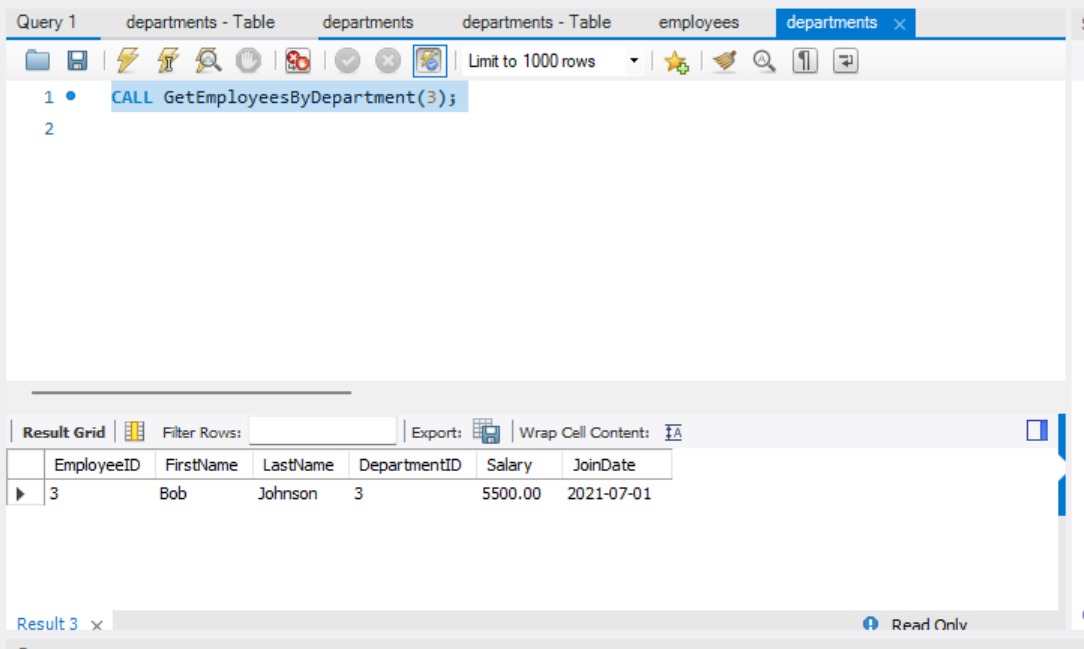 Query 1 departments - Table departments departments - Table employees departments
Limit to 1000 rows
1 CALL GetEmployeesByDepartment(3);
2
Result Grid Filter Rows: Export: Wrap Cell Content:
EmployeeID FirstName LastName DepartmentID Salary JoinDate
3 Bob Johnson 3 5500.00 2021-07-01
Result 3 Read Only